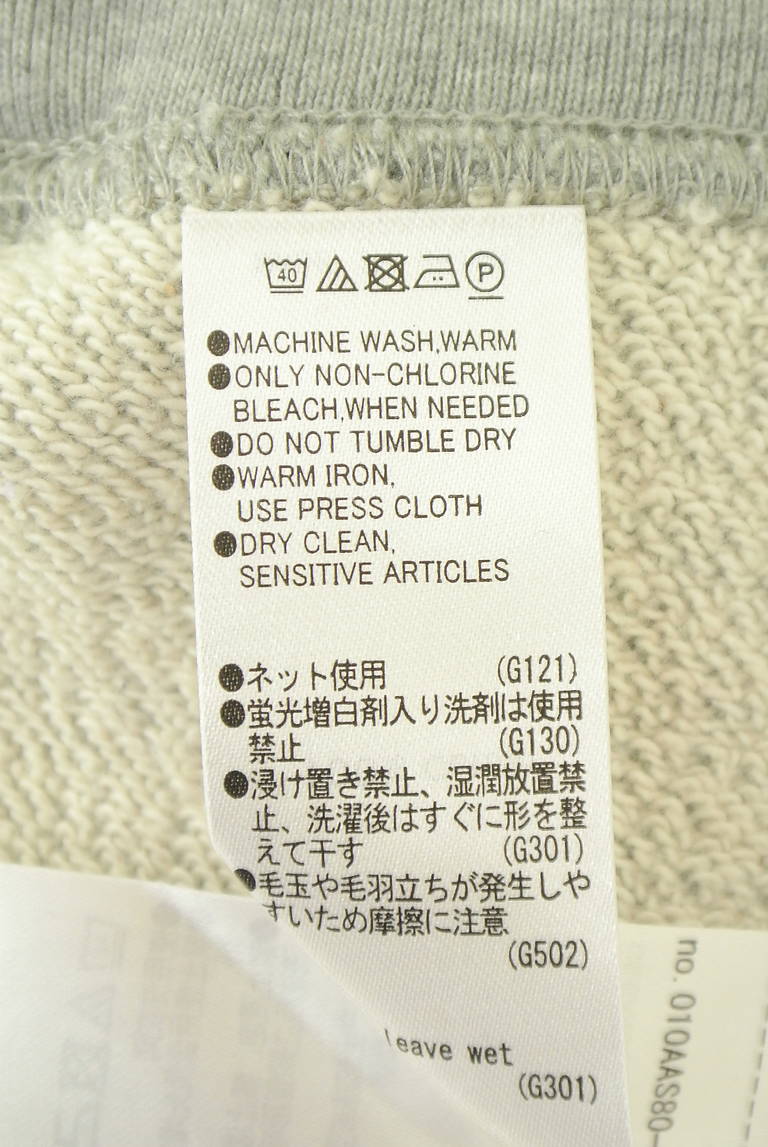 40 P
●MACHINE WASH,WARM
●ONLY NON-CHLORINE
BLEACH,WHEN NEEDED
●DO NOT TUMBLE DRY
●WARM IRON,
USE PRESS CLOTH
●DRY CLEAN,
SENSITIVE ARTICLES
●ネット使用 (G121)
●蛍光増白剤入り洗剤は使用
禁止 (G130)
●浸け置き禁止、湿潤放置禁
止、洗濯後はすぐに形を整
えて干す (G301)
●毛玉や毛羽立ちが発生しや
すいため摩擦に注意
(G502)
leave wet
(G301)
no. 010AAS80